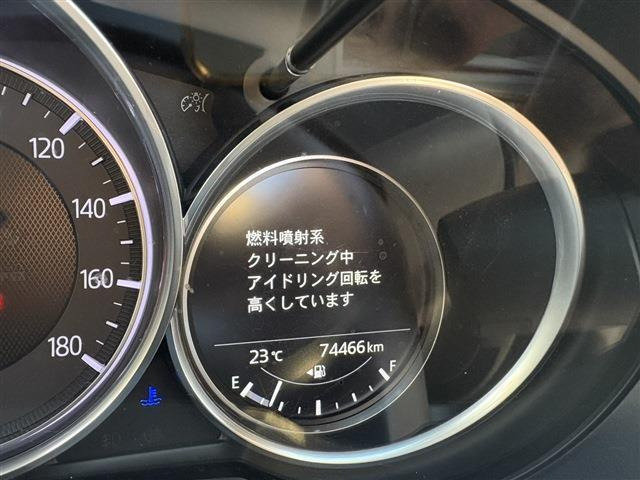 120
140
160
180
燃料噴射系
クリーニング中
アイドリング回転を
高くしています
23℃ 74466km
E F